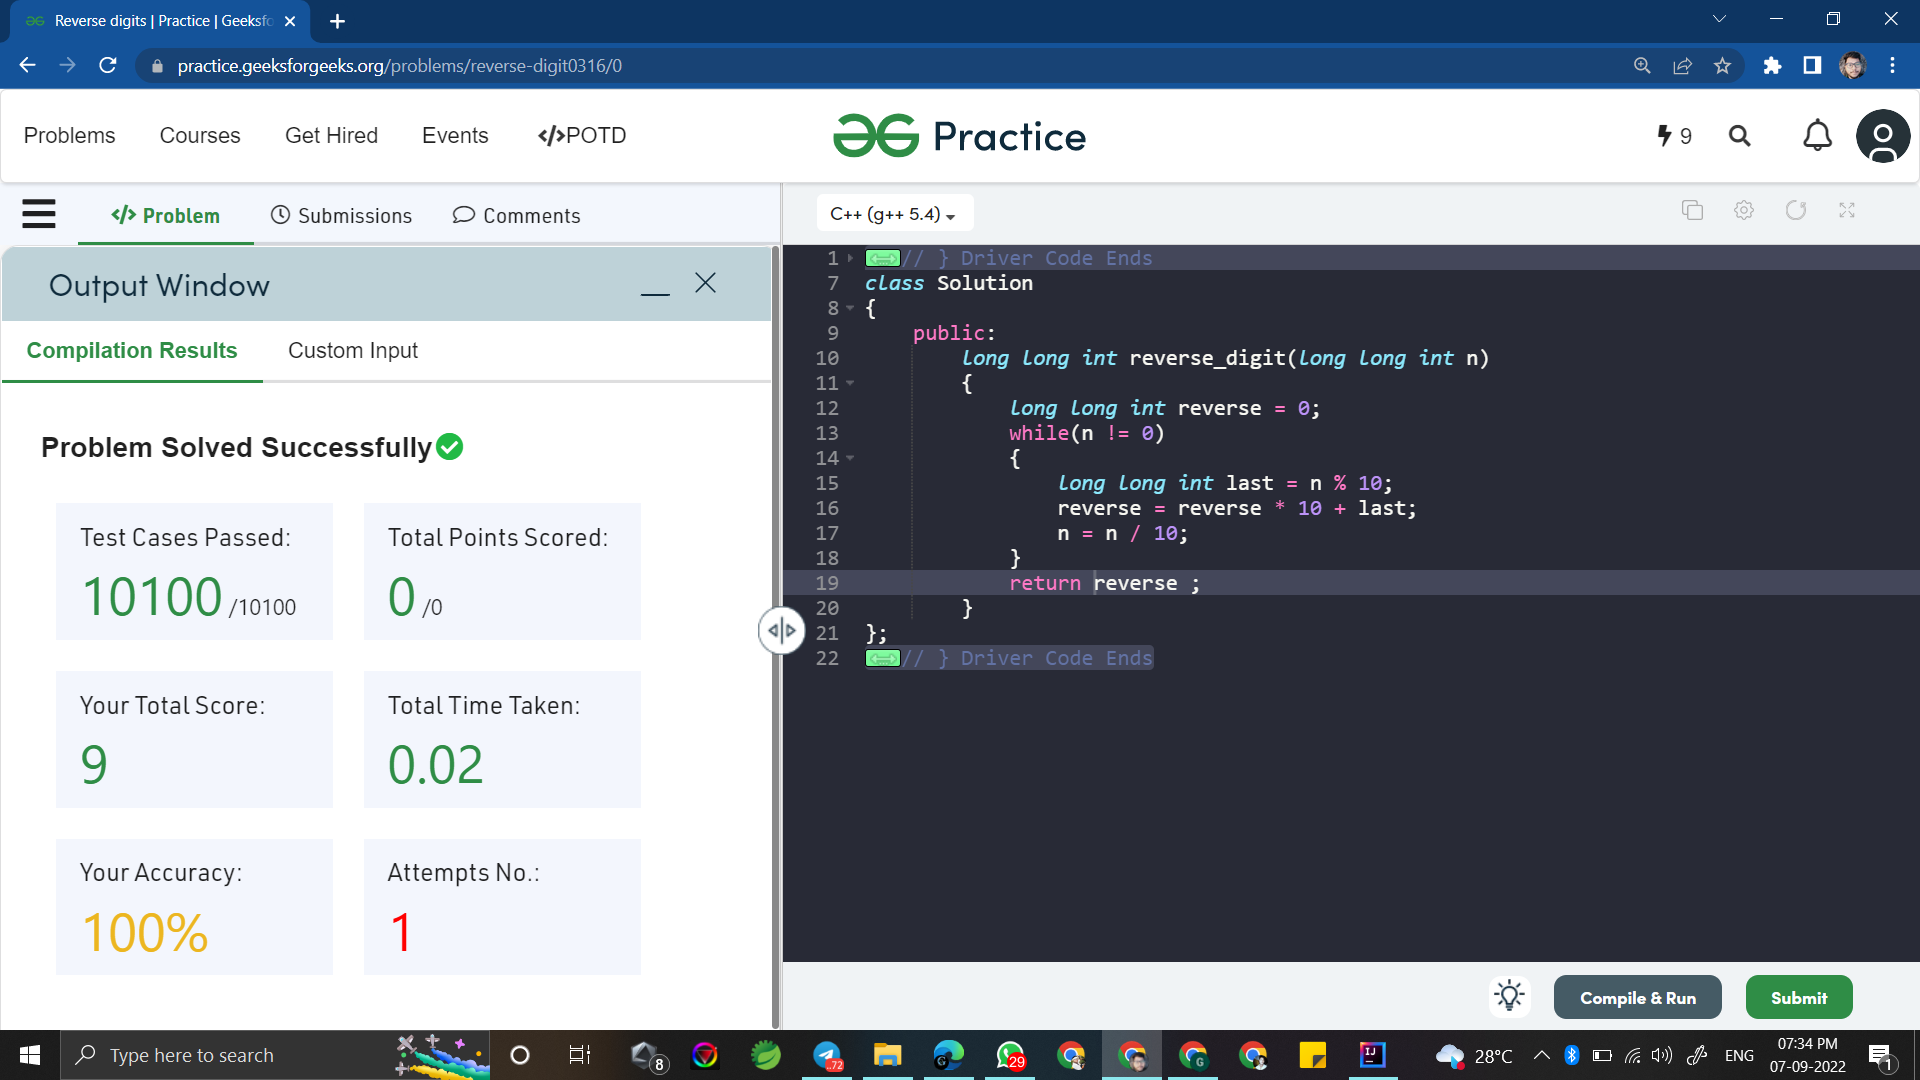 Reverse digits | Practice | Geeksfo
practice.geeksforgeeks.org/problems/reverse-digit0316/0
Problems Courses Get Hired Events </>POTD
Practice
9
</> Problem Submissions Comments
C++ (g++ 5.4)
Output Window
Compilation Results Custom Input
Problem Solved Successfully
Test Cases Passed:
10100 /10100
Total Points Scored:
0 /0
Your Total Score:
9
Total Time Taken:
0.02
Your Accuracy:
100%
Attempts No.:
1
1 // } Driver Code Ends
7 class Solution
8 {
9 public:
10 long long int reverse_digit(long long int n)
11 {
12 long long int reverse = 0;
13 while(n != 0)
14 {
15 long long int last = n % 10;
16 reverse = reverse * 10 + last;
17 n = n / 10;
18 }
19 return reverse ;
20 }
21 };
22 // } Driver Code Ends
Compile & Run Submit
Type here to search
8
72
29
G
IJ
28°C
ENG
07:34 PM
07-09-2022
1